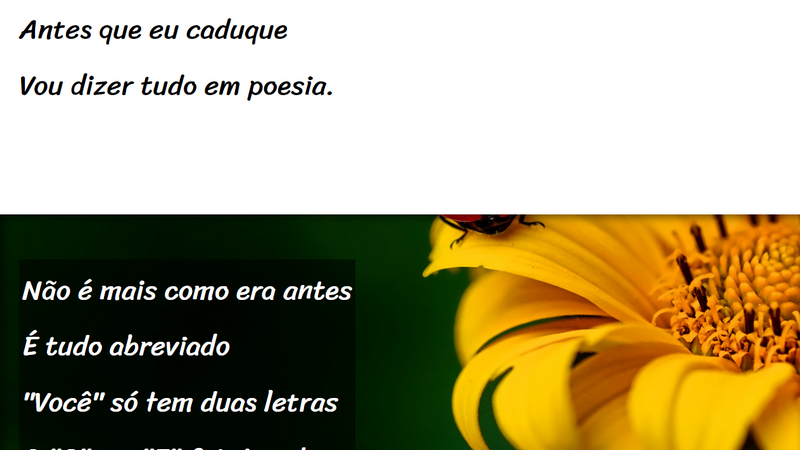 Antes que eu caduque
Vou dizer tudo em poesia.
Não é mais como era antes
É tudo abreviado
"Você" só tem duas letras